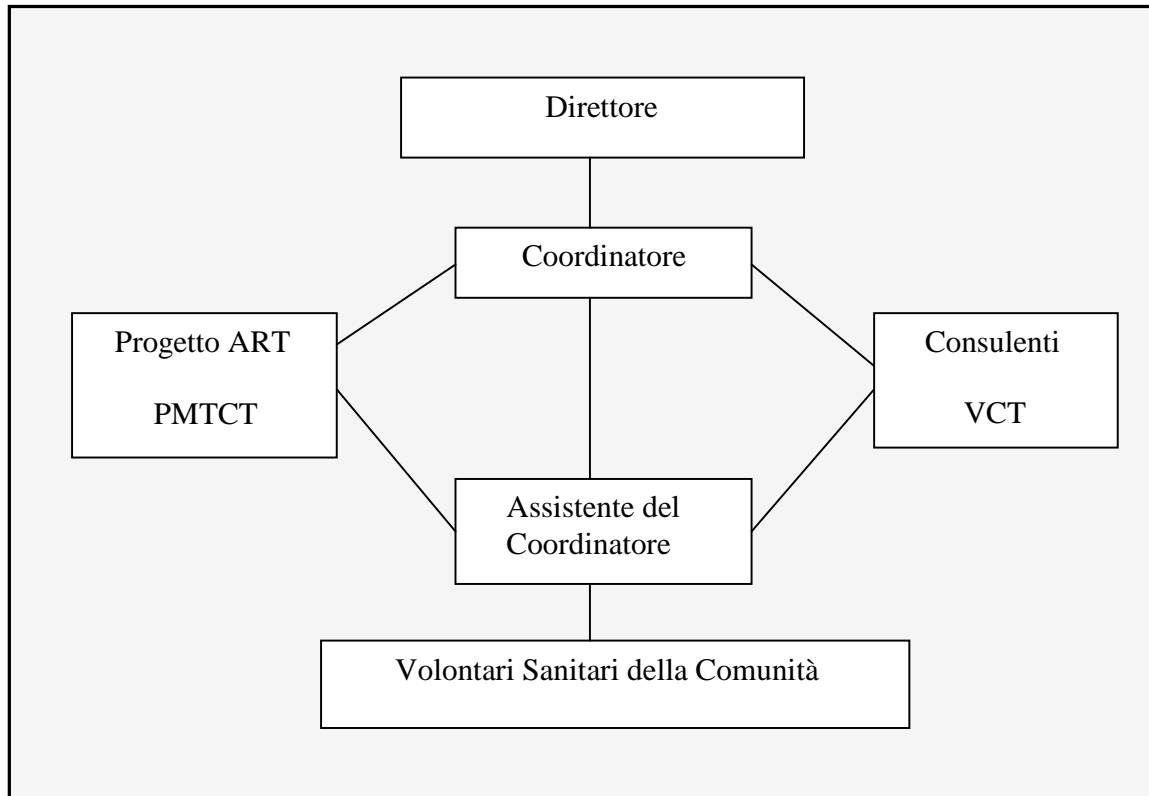 Direttore
Coordinatore
Progetto ART
PMTCT
Consulenti
VCT
Assistente del
Coordinatore
Volontari Sanitari della Comunità